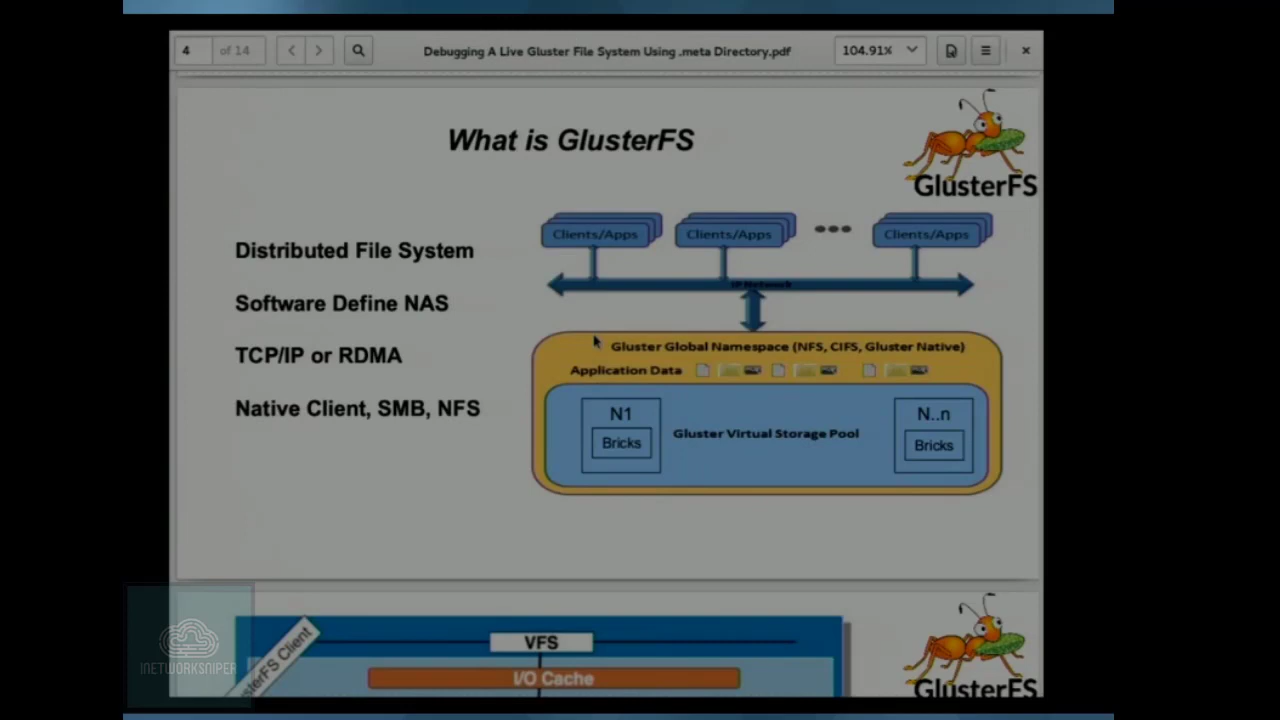 4 of 14 Debugging A Live Gluster File System Using .meta Directory.pdf 104.91%
What is GlusterFS
GlusterFS
Distributed File System
Software Define NAS
TCP/IP or RDMA
Native Client, SMB, NFS
Clients/Apps Clients/Apps Clients/Apps
IP Network
Gluster Global Namespace (NFS, CIFS, Gluster Native)
Application Data
N1
Bricks
Gluster Virtual Storage Pool
N..n
Bricks
VFS
I/O Cache
GlusterFS
INETWORKSNIPER